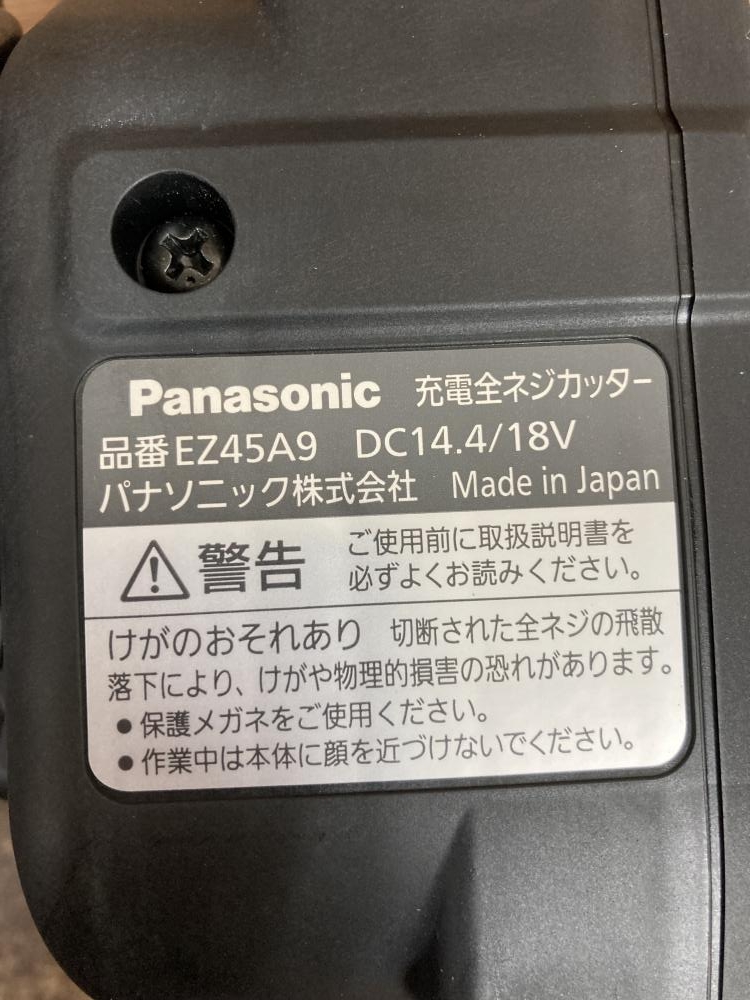 Panasonic 充電全ネジカッター
品番EZ45A9 DC14.4/18V
パナソニック株式会社 Made in Japan
警告 ご使用前に取扱説明書を
必ずよくお読みください。
けがのおそれあり 切断された全ネジの飛散
落下により、けがや物理的損害の恐れがあります。
●保護メガネをご使用ください。
●作業中は本体に顔を近づけないでください。